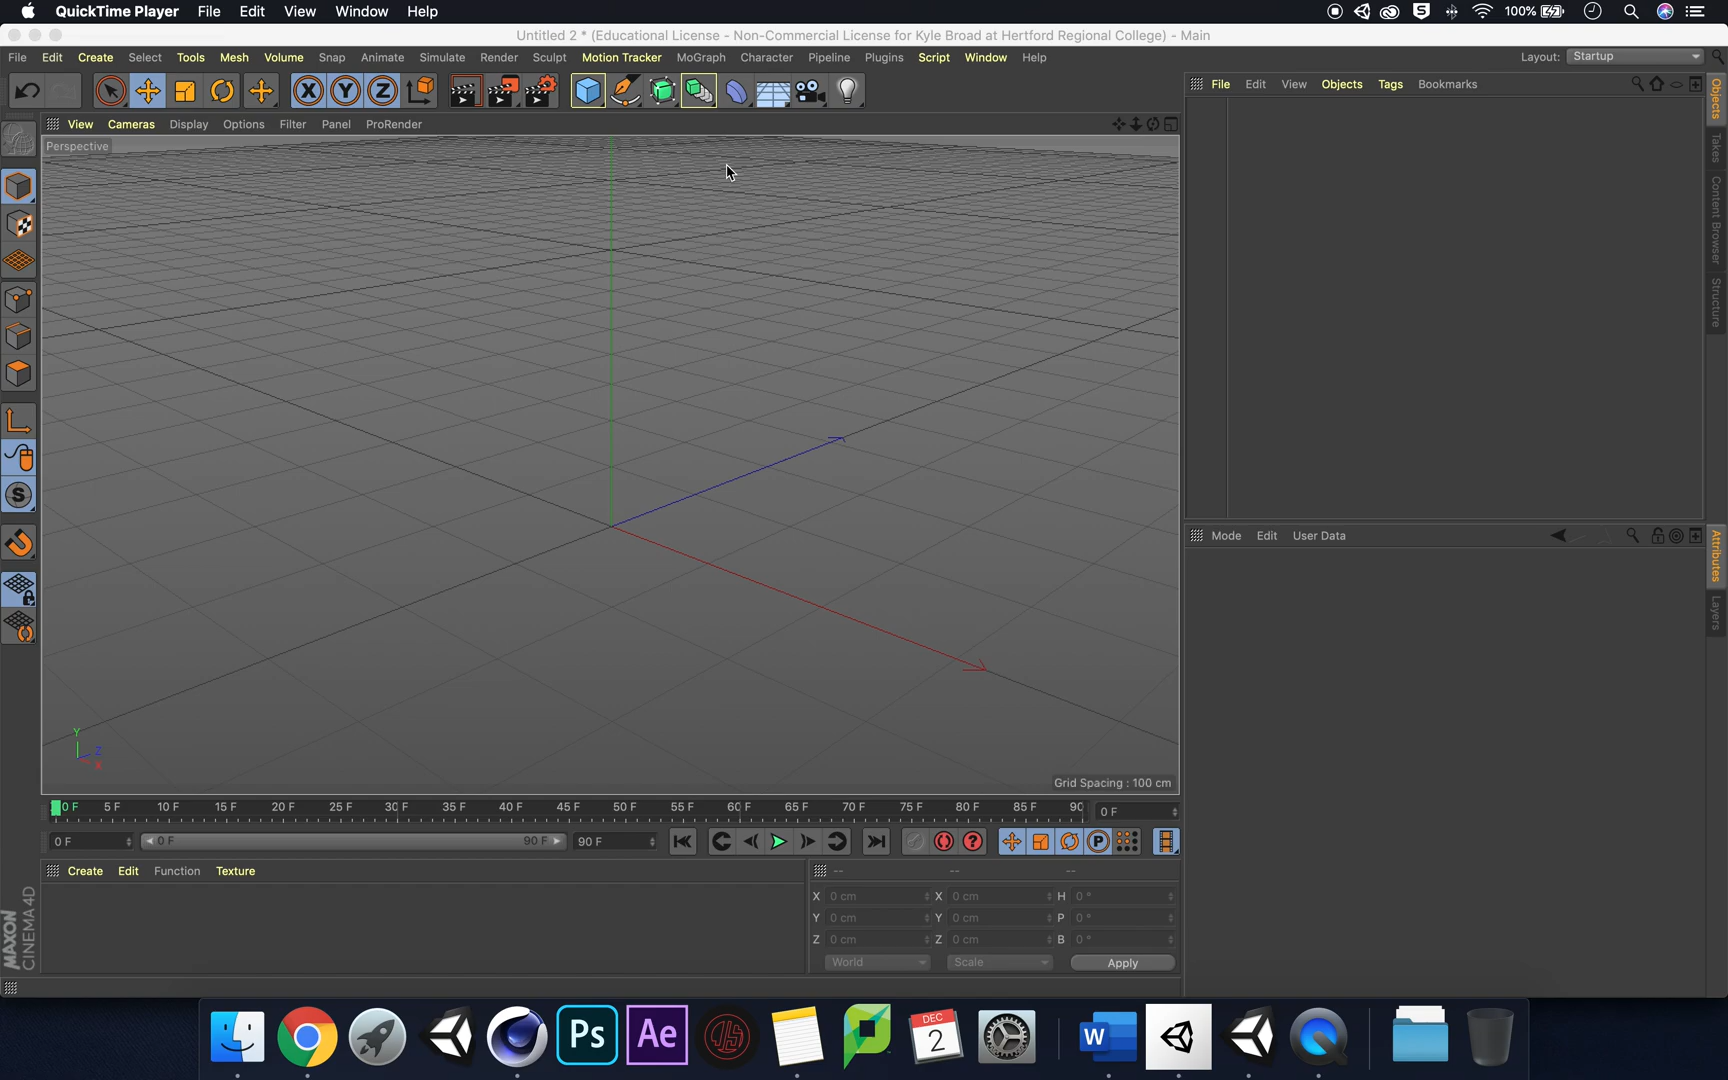 QuickTime Player File Edit View Window Help 100%
Untitled 2 * (Educational License - Non-Commercial License for Kyle Broad at Hertford Regional College) - Main
File Edit Create Select Tools Mesh Volume Snap Animate Simulate Render Sculpt Motion Tracker MoGraph Character Pipeline Plugins Script Window Help Layout: Startup
X Y Z
File Edit View Objects Tags Bookmarks
View Cameras Display Options Filter Panel ProRender
Perspective
Objects
Takes
Content Browser
Structure
S
Mode Edit User Data
Attributes
Layers
Y
Z
X
Grid Spacing : 100 cm
0 F 5 F 10 F 15 F 20 F 25 F 30 F 35 F 40 F 45 F 50 F 55 F 60 F 65 F 70 F 75 F 80 F 85 F 90 0 F
0 F 0 F 90 F 90 F ? P
Create Edit Function Texture -- -- --
X 0 cm X 0 cm H 0 °
Y 0 cm Y 0 cm P 0 °
Z 0 cm Z 0 cm B 0 °
World Scale Apply
MAXON
CINEMA 4D
Ps Ae DEC 2 W